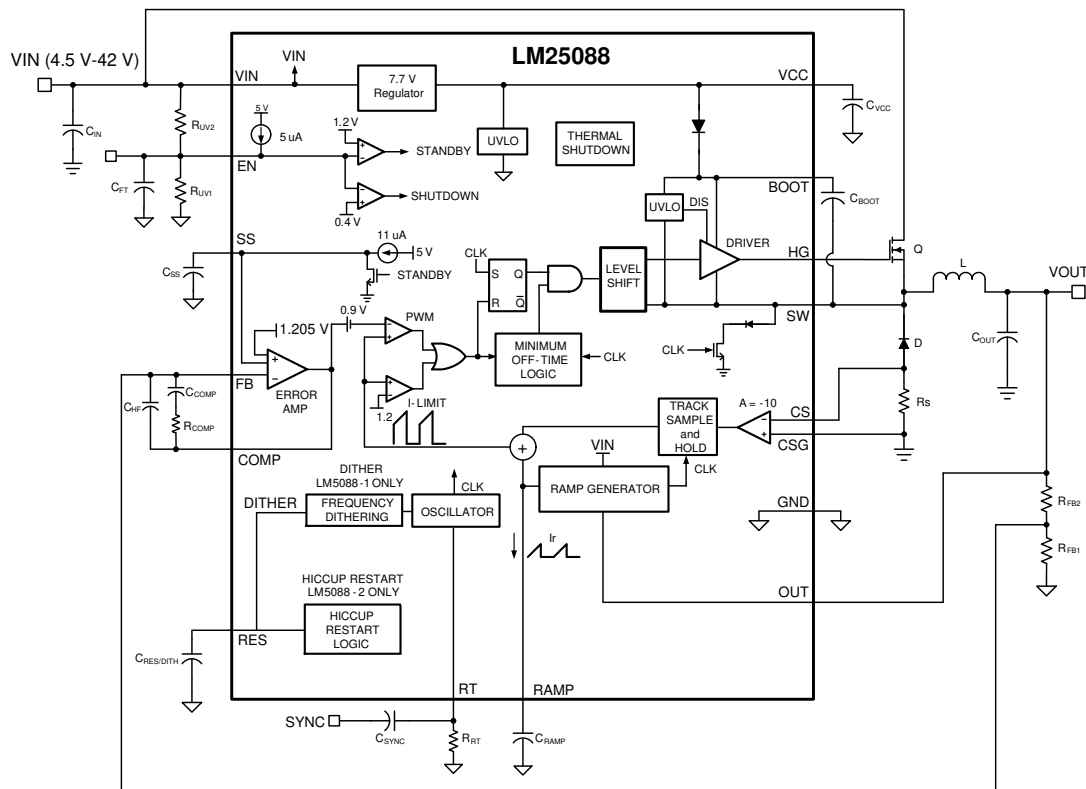 LM25088
VIN (4.5 V-42 V)
VIN
VIN
7.7 V
Regulator
VCC
CVCC
CIN
RUV2
5 V
5 uA
1.2 V
STANDBY
UVLO
THERMAL
SHUTDOWN
EN
CFT
RUV1
SHUTDOWN
0.4 V
BOOT
UVLO
DIS
CBOOT
DRIVER
SS
11 uA
5 V
CSS
STANDBY
CLK
S
Q
R
Q
LEVEL
SHIFT
HG
Q
L
VOUT
SW
0.9 V
PWM
1.205 V
MINIMUM
OFF-TIME
LOGIC
CLK
CLK
D
COUT
FB
ERROR
AMP
CHF
CCOMP
RCOMP
1.2
I-LIMIT
COMP
A = -10
TRACK
SAMPLE
and
HOLD
CS
CSG
Rs
CLK
VIN
RAMP GENERATOR
DITHER
LM5088-1 ONLY
CLK
DITHER
FREQUENCY
DITHERING
OSCILLATOR
GND
Ir
RFB2
RFB1
OUT
HICCUP RESTART
LM5088-2 ONLY
HICCUP
RESTART
LOGIC
RES
CRES/DITH
RT
RAMP
SYNC
CSYNC
RRT
CRAMP